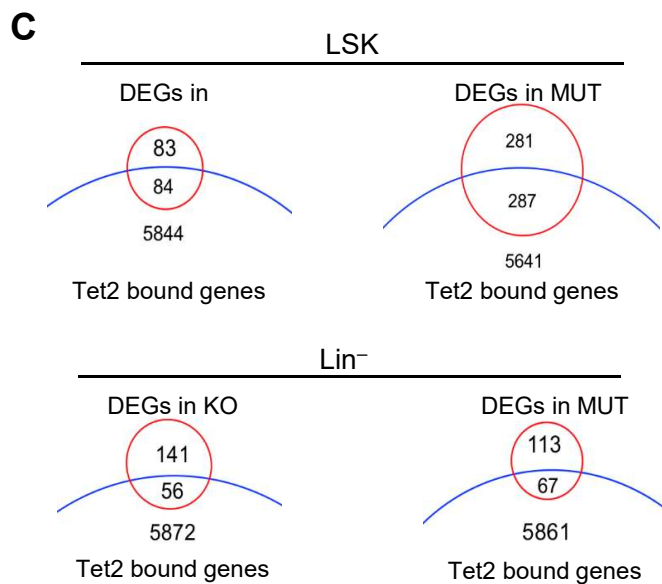 C
LSK
DEGs in
DEGs in MUT
83
281
84
287
5844
5641
Tet2 bound genes
Tet2 bound genes
Lin⁻
DEGs in KO
DEGs in MUT
141
113
56
67
5872
5861
Tet2 bound genes
Tet2 bound genes